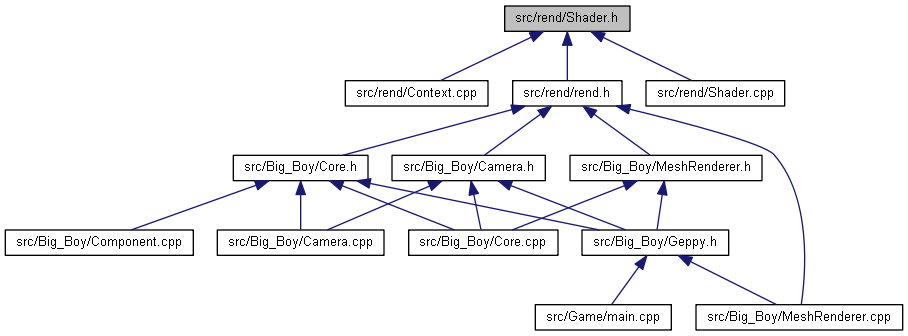 src/rend/Shader.h
src/rend/Context.cpp
src/rend/rend.h
src/rend/Shader.cpp
src/Big_Boy/Core.h
src/Big_Boy/Camera.h
src/Big_Boy/MeshRenderer.h
src/Big_Boy/Component.cpp
src/Big_Boy/Camera.cpp
src/Big_Boy/Core.cpp
src/Big_Boy/Geppy.h
src/Game/main.cpp
src/Big_Boy/MeshRenderer.cpp